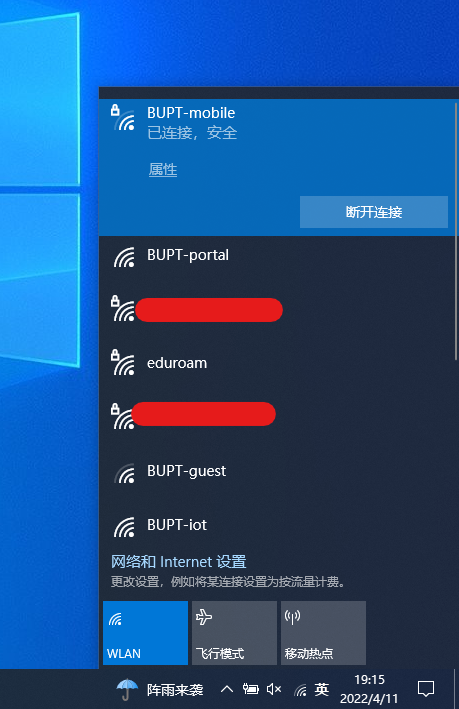 BUPT-mobile
已连接，安全
属性
断开连接
BUPT-portal
eduroam
BUPT-guest
BUPT-iot
网络和 Internet 设置
更改设置，例如将某连接设置为按流量计费。
WLAN
飞行模式
移动热点
阵雨来袭
英
19:15
2022/4/11